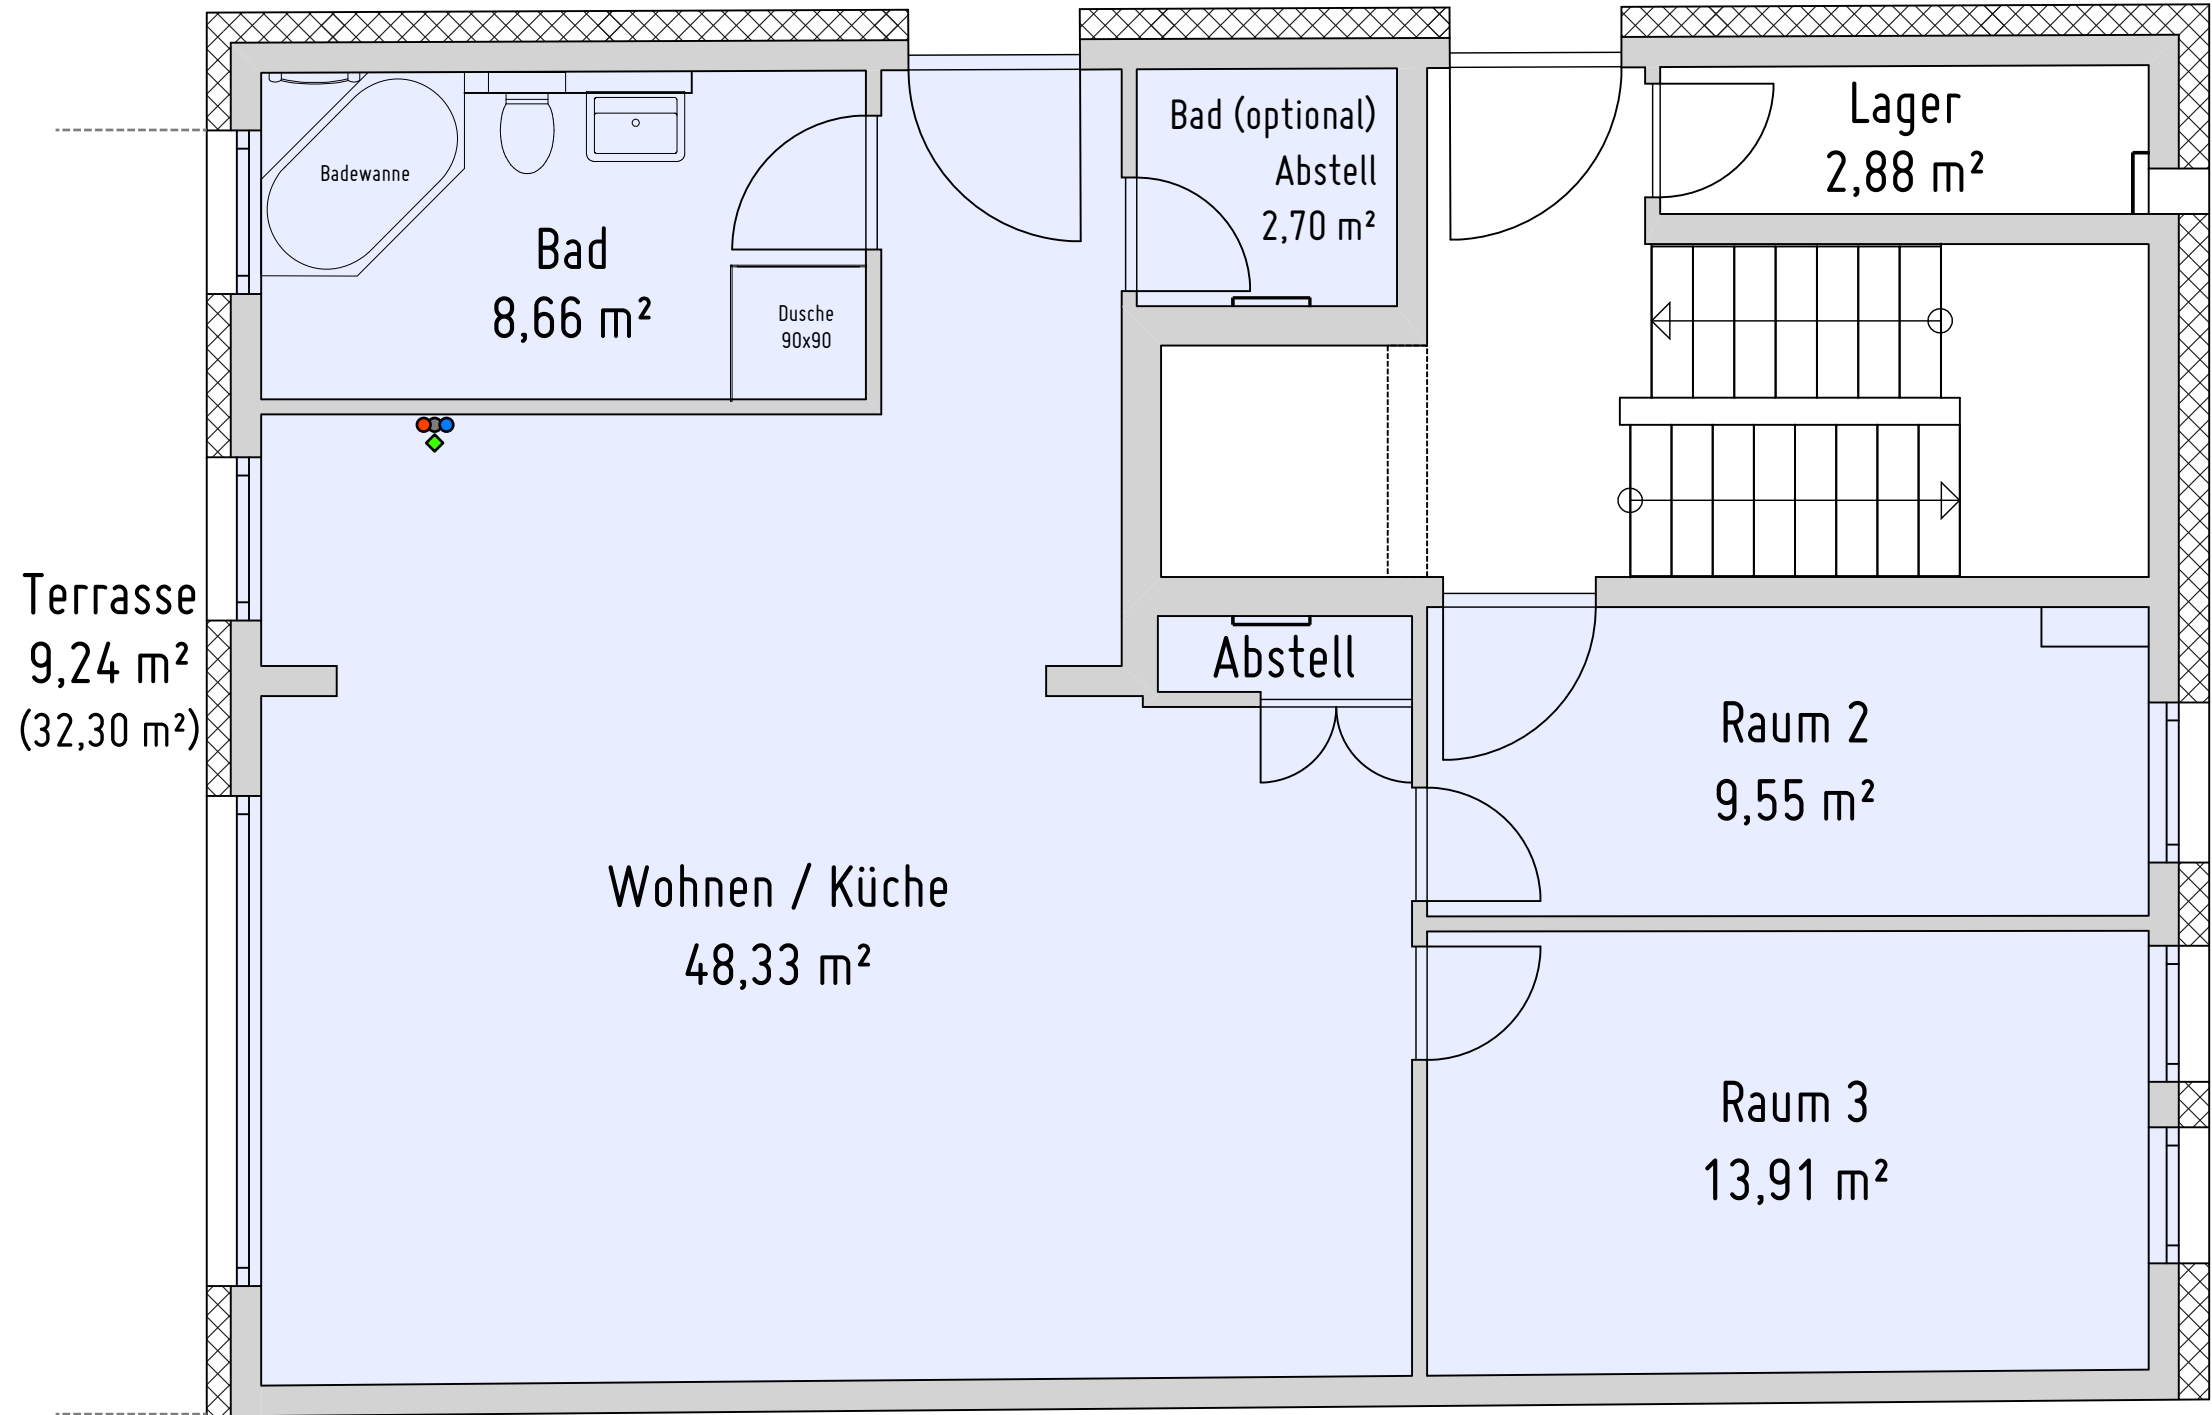 Bad (optional)
Abstell
2,70 m²
Lager
2,88 m²
Badewanne
Bad
8,66 m²
Dusche
90x90
Terrasse
9,24 m²
(32,30 m²)
Abstell
Raum 2
9,55 m²
Wohnen / Küche
48,33 m²
Raum 3
13,91 m²